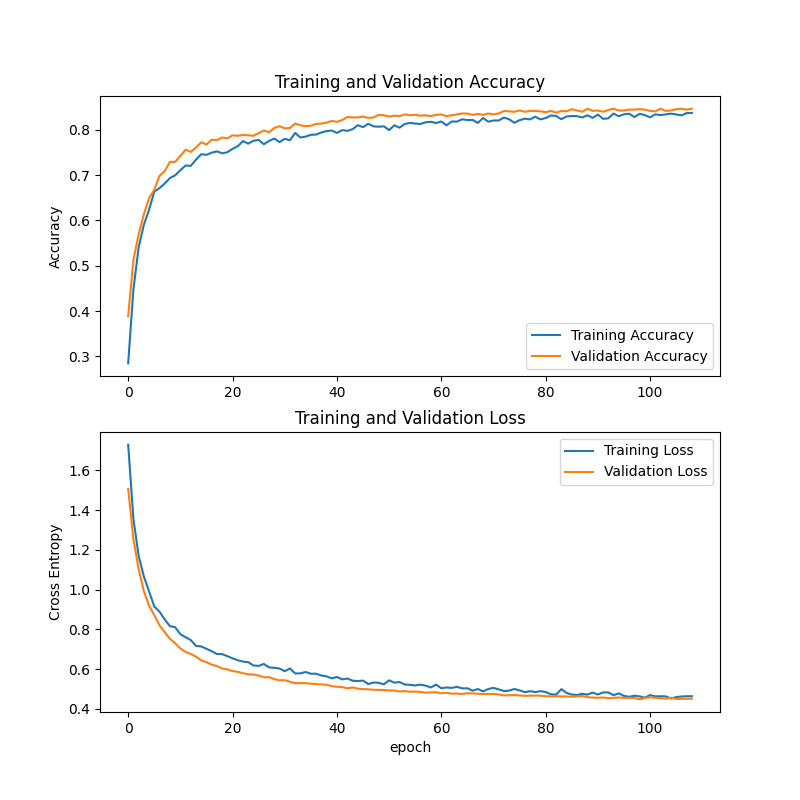 Training and Validation Accuracy
Accuracy
0.8
0.7
0.6
0.5
0.4
0.3
Training Accuracy
Validation Accuracy
0 20 40 60 80 100
Training and Validation Loss
Cross Entropy
1.6
1.4
1.2
1.0
0.8
0.6
0.4
Training Loss
Validation Loss
0 20 40 60 80 100
epoch